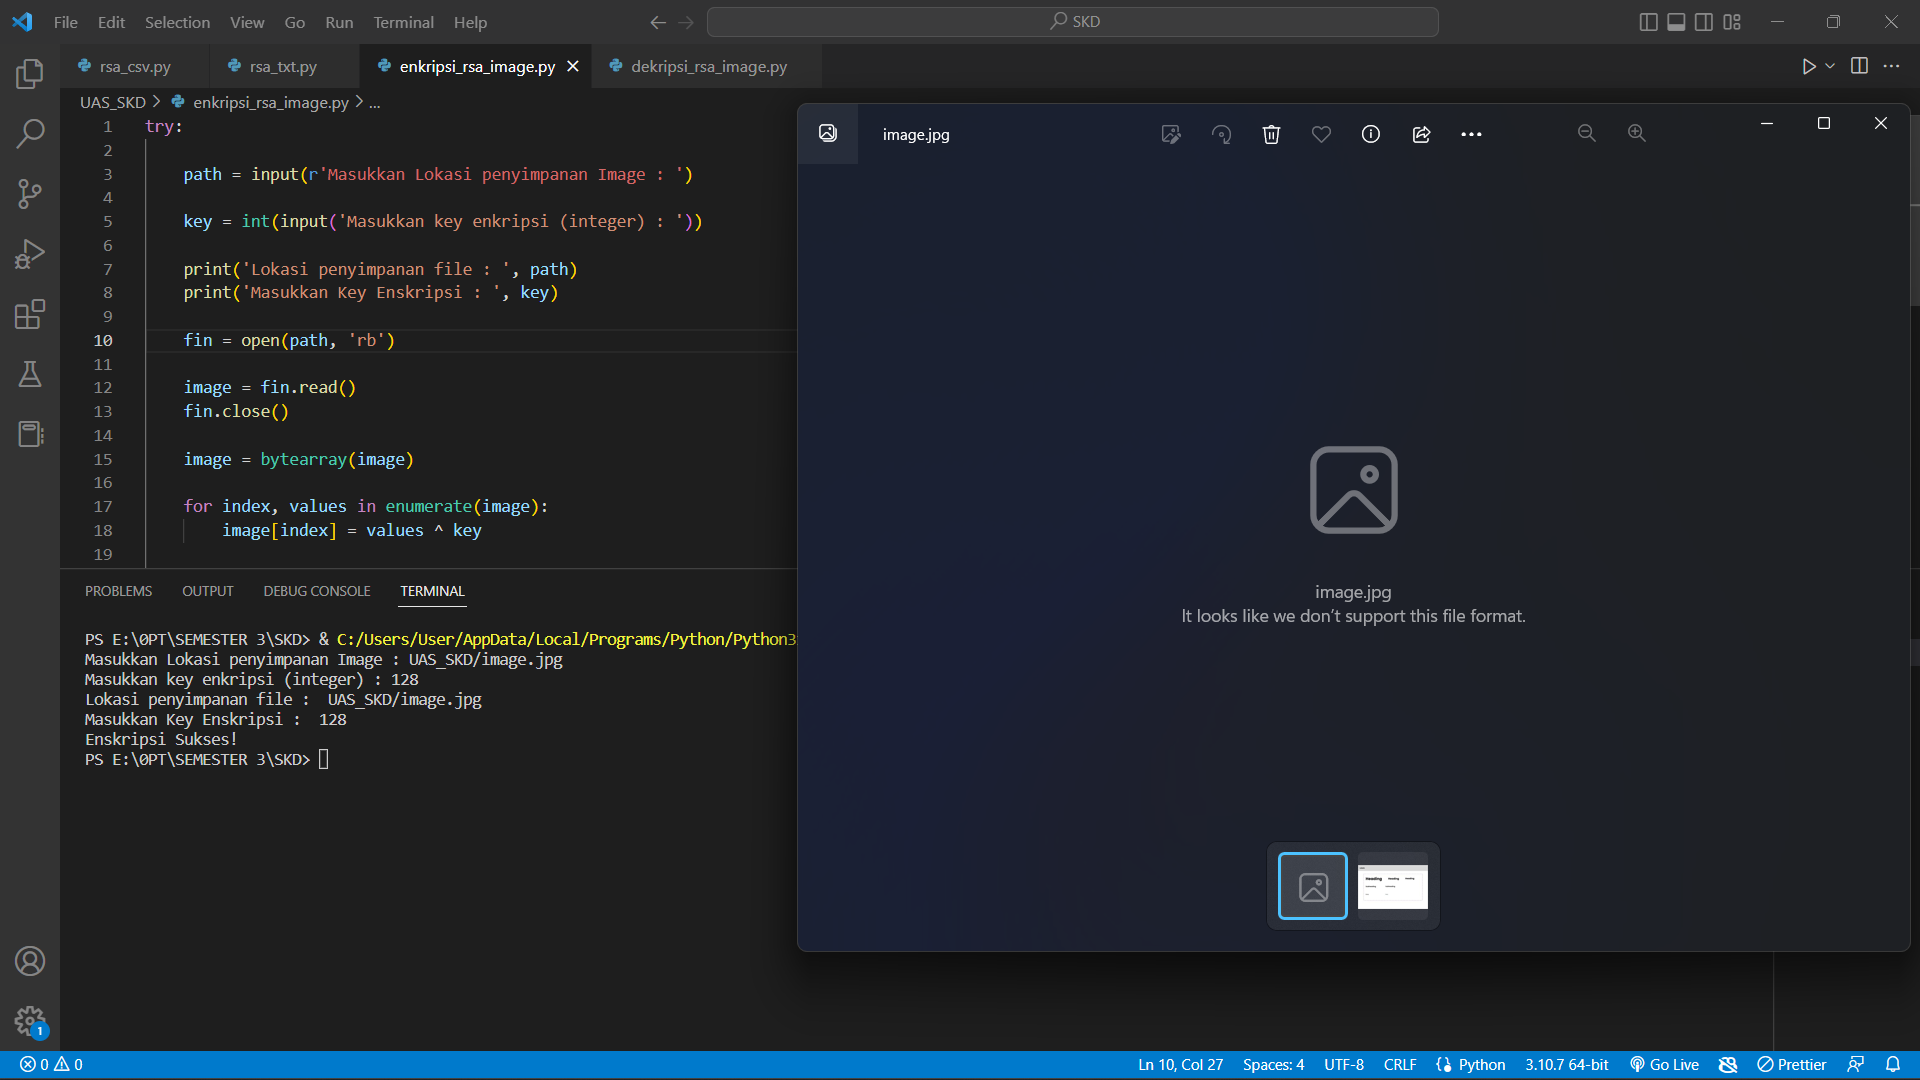 File Edit Selection View Go Run Terminal Help
SKD
rsa_csv.py rsa_txt.py enkripsi_rsa_image.py dekripsi_rsa_image.py
UAS_SKD > enkripsi_rsa_image.py > ...
1 try:
2
3 path = input(r'Masukkan Lokasi penyimpanan Image : ')
4
5 key = int(input('Masukkan key enkripsi (integer) : '))
6
7 print('Lokasi penyimpanan file : ', path)
8 print('Masukkan Key Enskripsi : ', key)
9
10 fin = open(path, 'rb')
11
12 image = fin.read()
13 fin.close()
14
15 image = bytearray(image)
16
17 for index, values in enumerate(image):
18 image[index] = values ^ key
19
PROBLEMS OUTPUT DEBUG CONSOLE TERMINAL
PS E:\0PT\SEMESTER 3\SKD> & C:/Users/User/AppData/Local/Programs/Python/Python3
Masukkan Lokasi penyimpanan Image : UAS_SKD/image.jpg
Masukkan key enkripsi (integer) : 128
Lokasi penyimpanan file :  UAS_SKD/image.jpg
Masukkan Key Enskripsi :  128
Enskripsi Sukses!
PS E:\0PT\SEMESTER 3\SKD>
image.jpg
image.jpg
It looks like we don't support this file format.
Heading Heading Heading
1
0 0
Ln 10, Col 27 Spaces: 4 UTF-8 CRLF Python 3.10.7 64-bit Go Live Prettier